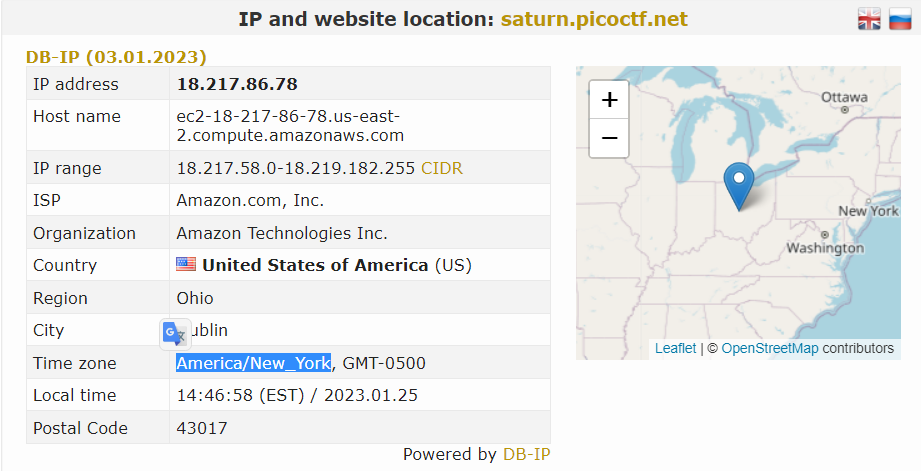 IP and website location: saturn.picoctf.net
DB-IP (03.01.2023)
IP address 18.217.86.78
Host name ec2-18-217-86-78.us-east-
2.compute.amazonaws.com
IP range 18.217.58.0-18.219.182.255 CIDR
ISP Amazon.com, Inc.
Organization Amazon Technologies Inc.
Country United States of America (US)
Region Ohio
City ublin
Time zone America/New_York, GMT-0500
Local time 14:46:58 (EST) / 2023.01.25
Postal Code 43017
Powered by DB-IP
+
−
Ottawa
New York
Washington
Leaflet | © OpenStreetMap contributors